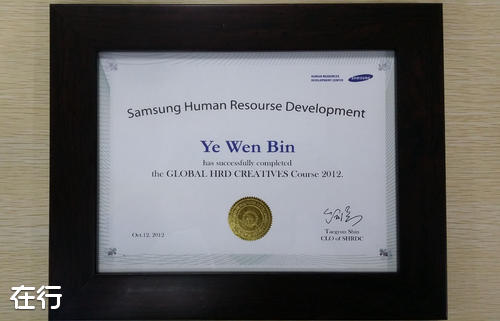 HUMAN RESOURCES
DEVELOPMENT CENTER
SAMSUNG
Samsung Human Resourse Development
Ye Wen Bin
has successfully completed
the GLOBAL HRD CREATIVES Course 2012.
Oct.12, 2012
Taegyun Shin
CLO of SHRDC
在行